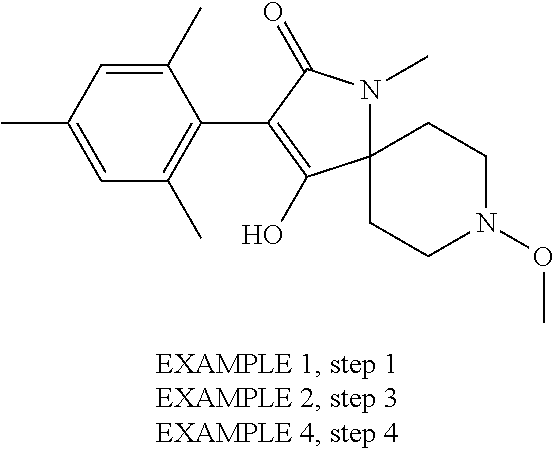 O
N
HO
N
O
EXAMPLE 1, step 1
EXAMPLE 2, step 3
EXAMPLE 4, step 4